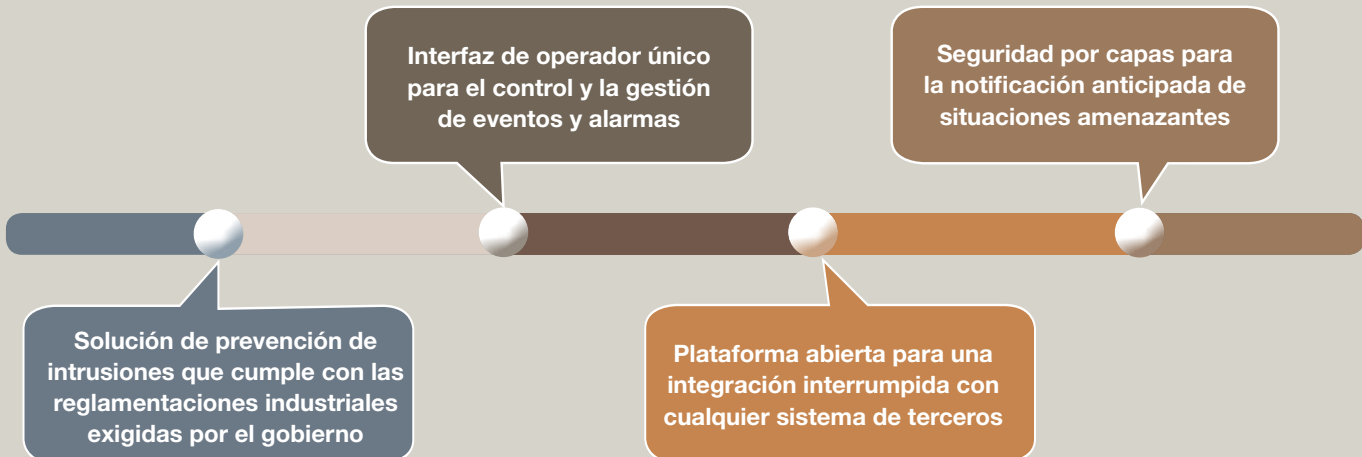 Interfaz de operador único
para el control y la gestión
de eventos y alarmas
Seguridad por capas para
la notificación anticipada de
situaciones amenazantes
Solución de prevención de
intrusiones que cumple con las
reglamentaciones industriales
exigidas por el gobierno
Plataforma abierta para una
integración interrumpida con
cualquier sistema de terceros